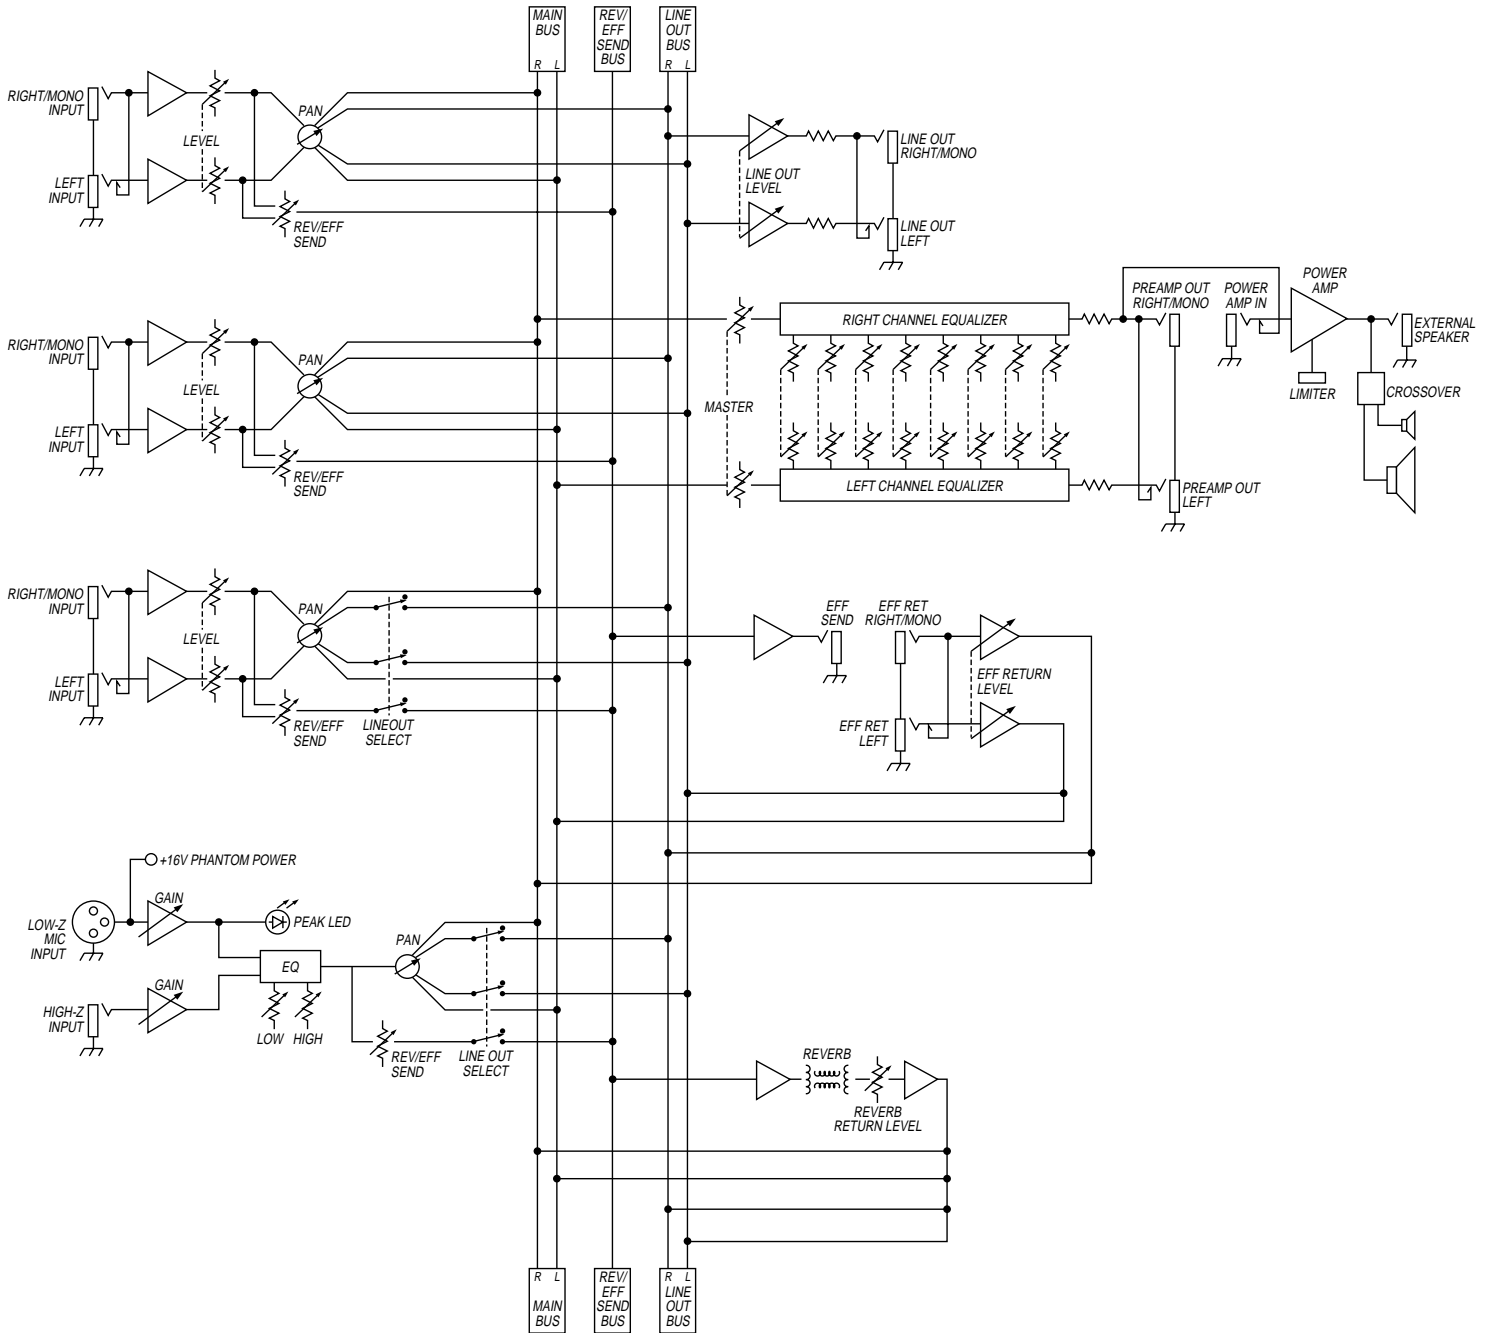 MAIN
BUS
R L
REV/
EFF
SEND
BUS
LINE
OUT
BUS
R L
RIGHT/MONO
INPUT
LEVEL
PAN
LEFT
INPUT
REV/EFF
SEND
LINE OUT
RIGHT/MONO
LINE OUT
LEVEL
LINE OUT
LEFT
RIGHT/MONO
INPUT
LEVEL
PAN
LEFT
INPUT
REV/EFF
SEND
MASTER
RIGHT CHANNEL EQUALIZER
LEFT CHANNEL EQUALIZER
PREAMP OUT
RIGHT/MONO
PREAMP OUT
LEFT
POWER
AMP IN
POWER
AMP
LIMITER
EXTERNAL
SPEAKER
CROSSOVER
RIGHT/MONO
INPUT
LEVEL
PAN
LEFT
INPUT
REV/EFF
SEND
LINEOUT
SELECT
EFF
SEND
EFF RET
RIGHT/MONO
EFF RETURN
LEVEL
EFF RET
LEFT
+16V PHANTOM POWER
GAIN
LOW-Z
MIC
INPUT
PEAK LED
PAN
EQ
GAIN
HIGH-Z
INPUT
LOW HIGH
REV/EFF
SEND
LINE OUT
SELECT
REVERB
REVERB
RETURN LEVEL
R L
MAIN
BUS
REV/
EFF
SEND
BUS
R L
LINE
OUT
BUS